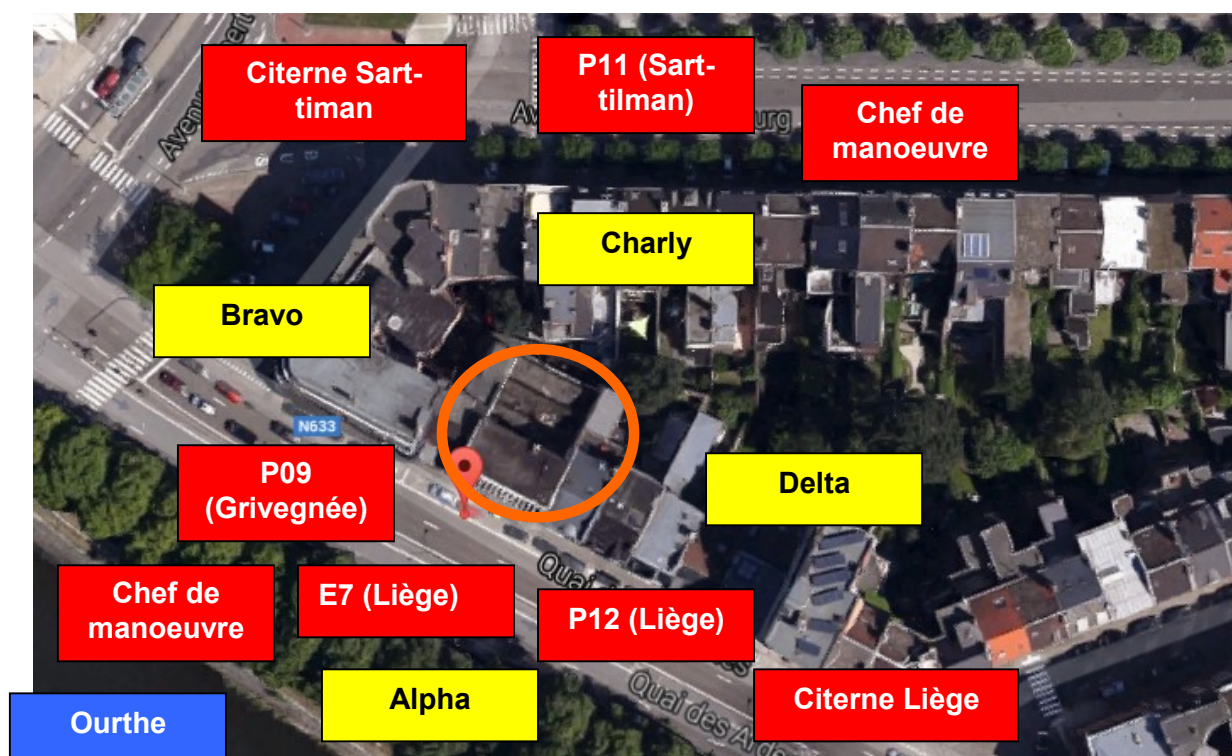 Citerne Sart-
timan
P11 (Sart-
tilman)
Chef de
manoeuvre
Charly
Bravo
N633
P09
(Grivegnée)
Delta
Chef de
manoeuvre
E7 (Liège)
P12 (Liège)
Quai des
Alpha
Citerne Liège
Ourthe